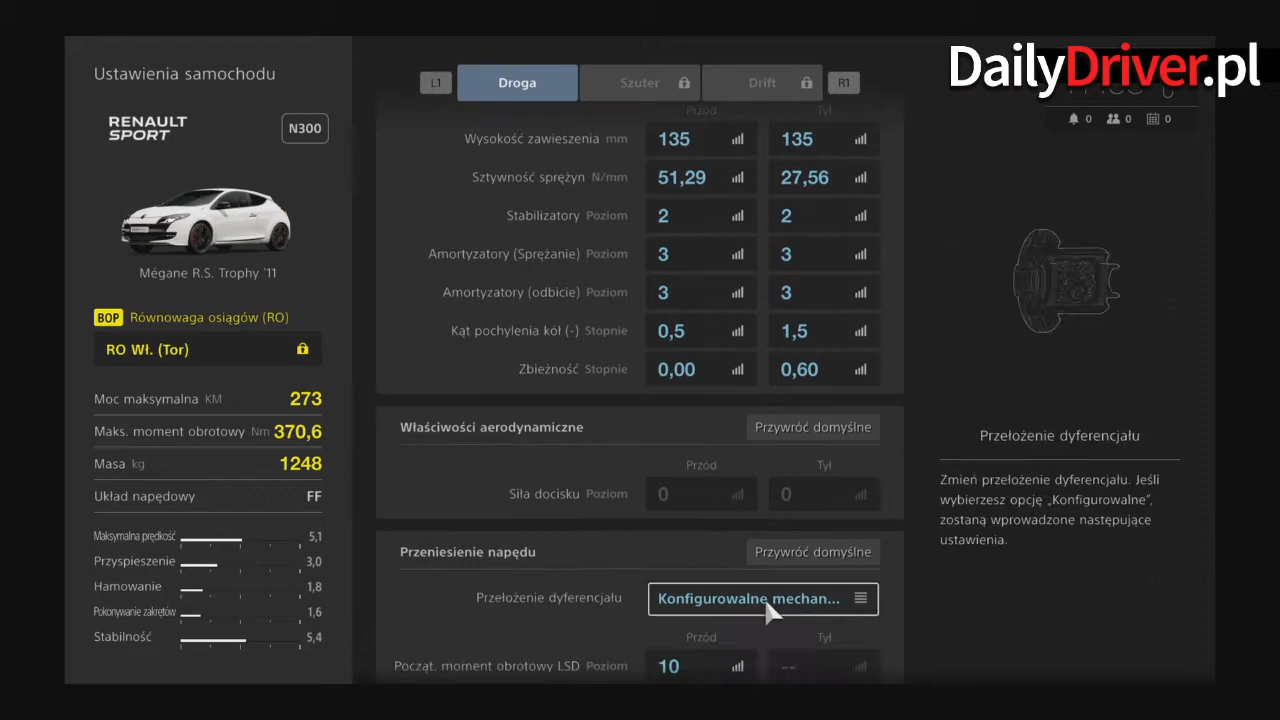 DailyDriver.pl
Ustawienia samochodu
RENAULT SPORT
N300
Mégane R.S. Trophy '11
BOP Równowaga osiągów (RO)
RO Wł. (Tor)
Moc maksymalna KM 273
Maks. moment obrotowy Nm 370,6
Masa kg 1248
Układ napędowy FF
Maksymalna prędkość 5,1
Przyspieszenie 3,0
Hamowanie 1,8
Pokonywanie zakrętów 1,6
Stabilność 5,4
L1 Droga Szuter Drift R1
Przód Tył
Wysokość zawieszenia mm 135 135
Sztywność sprężyn N/mm 51,29 27,56
Stabilizatory Poziom 2 2
Amortyzatory (Sprężanie) Poziom 3 3
Amortyzatory (odbicie) Poziom 3 3
Kąt pochylenia kół (-) Stopnie 0,5 1,5
Zbieżność Stopnie 0,00 0,60
Właściwości aerodynamiczne Przywróć domyślne
Przód Tył
Siła docisku Poziom 0 0
Przeniesienie napędu Przywróć domyślne
Przełożenie dyferencjału Konfigurowalne mechan...
Przód Tył
Począt. moment obrotowy LSD Poziom 10 --
0 0 0
Przełożenie dyferencjału
Zmień przełożenie dyferencjału. Jeśli
wybierzesz opcję „Konfigurowalne”,
zostaną wprowadzone następujące
ustawienia.